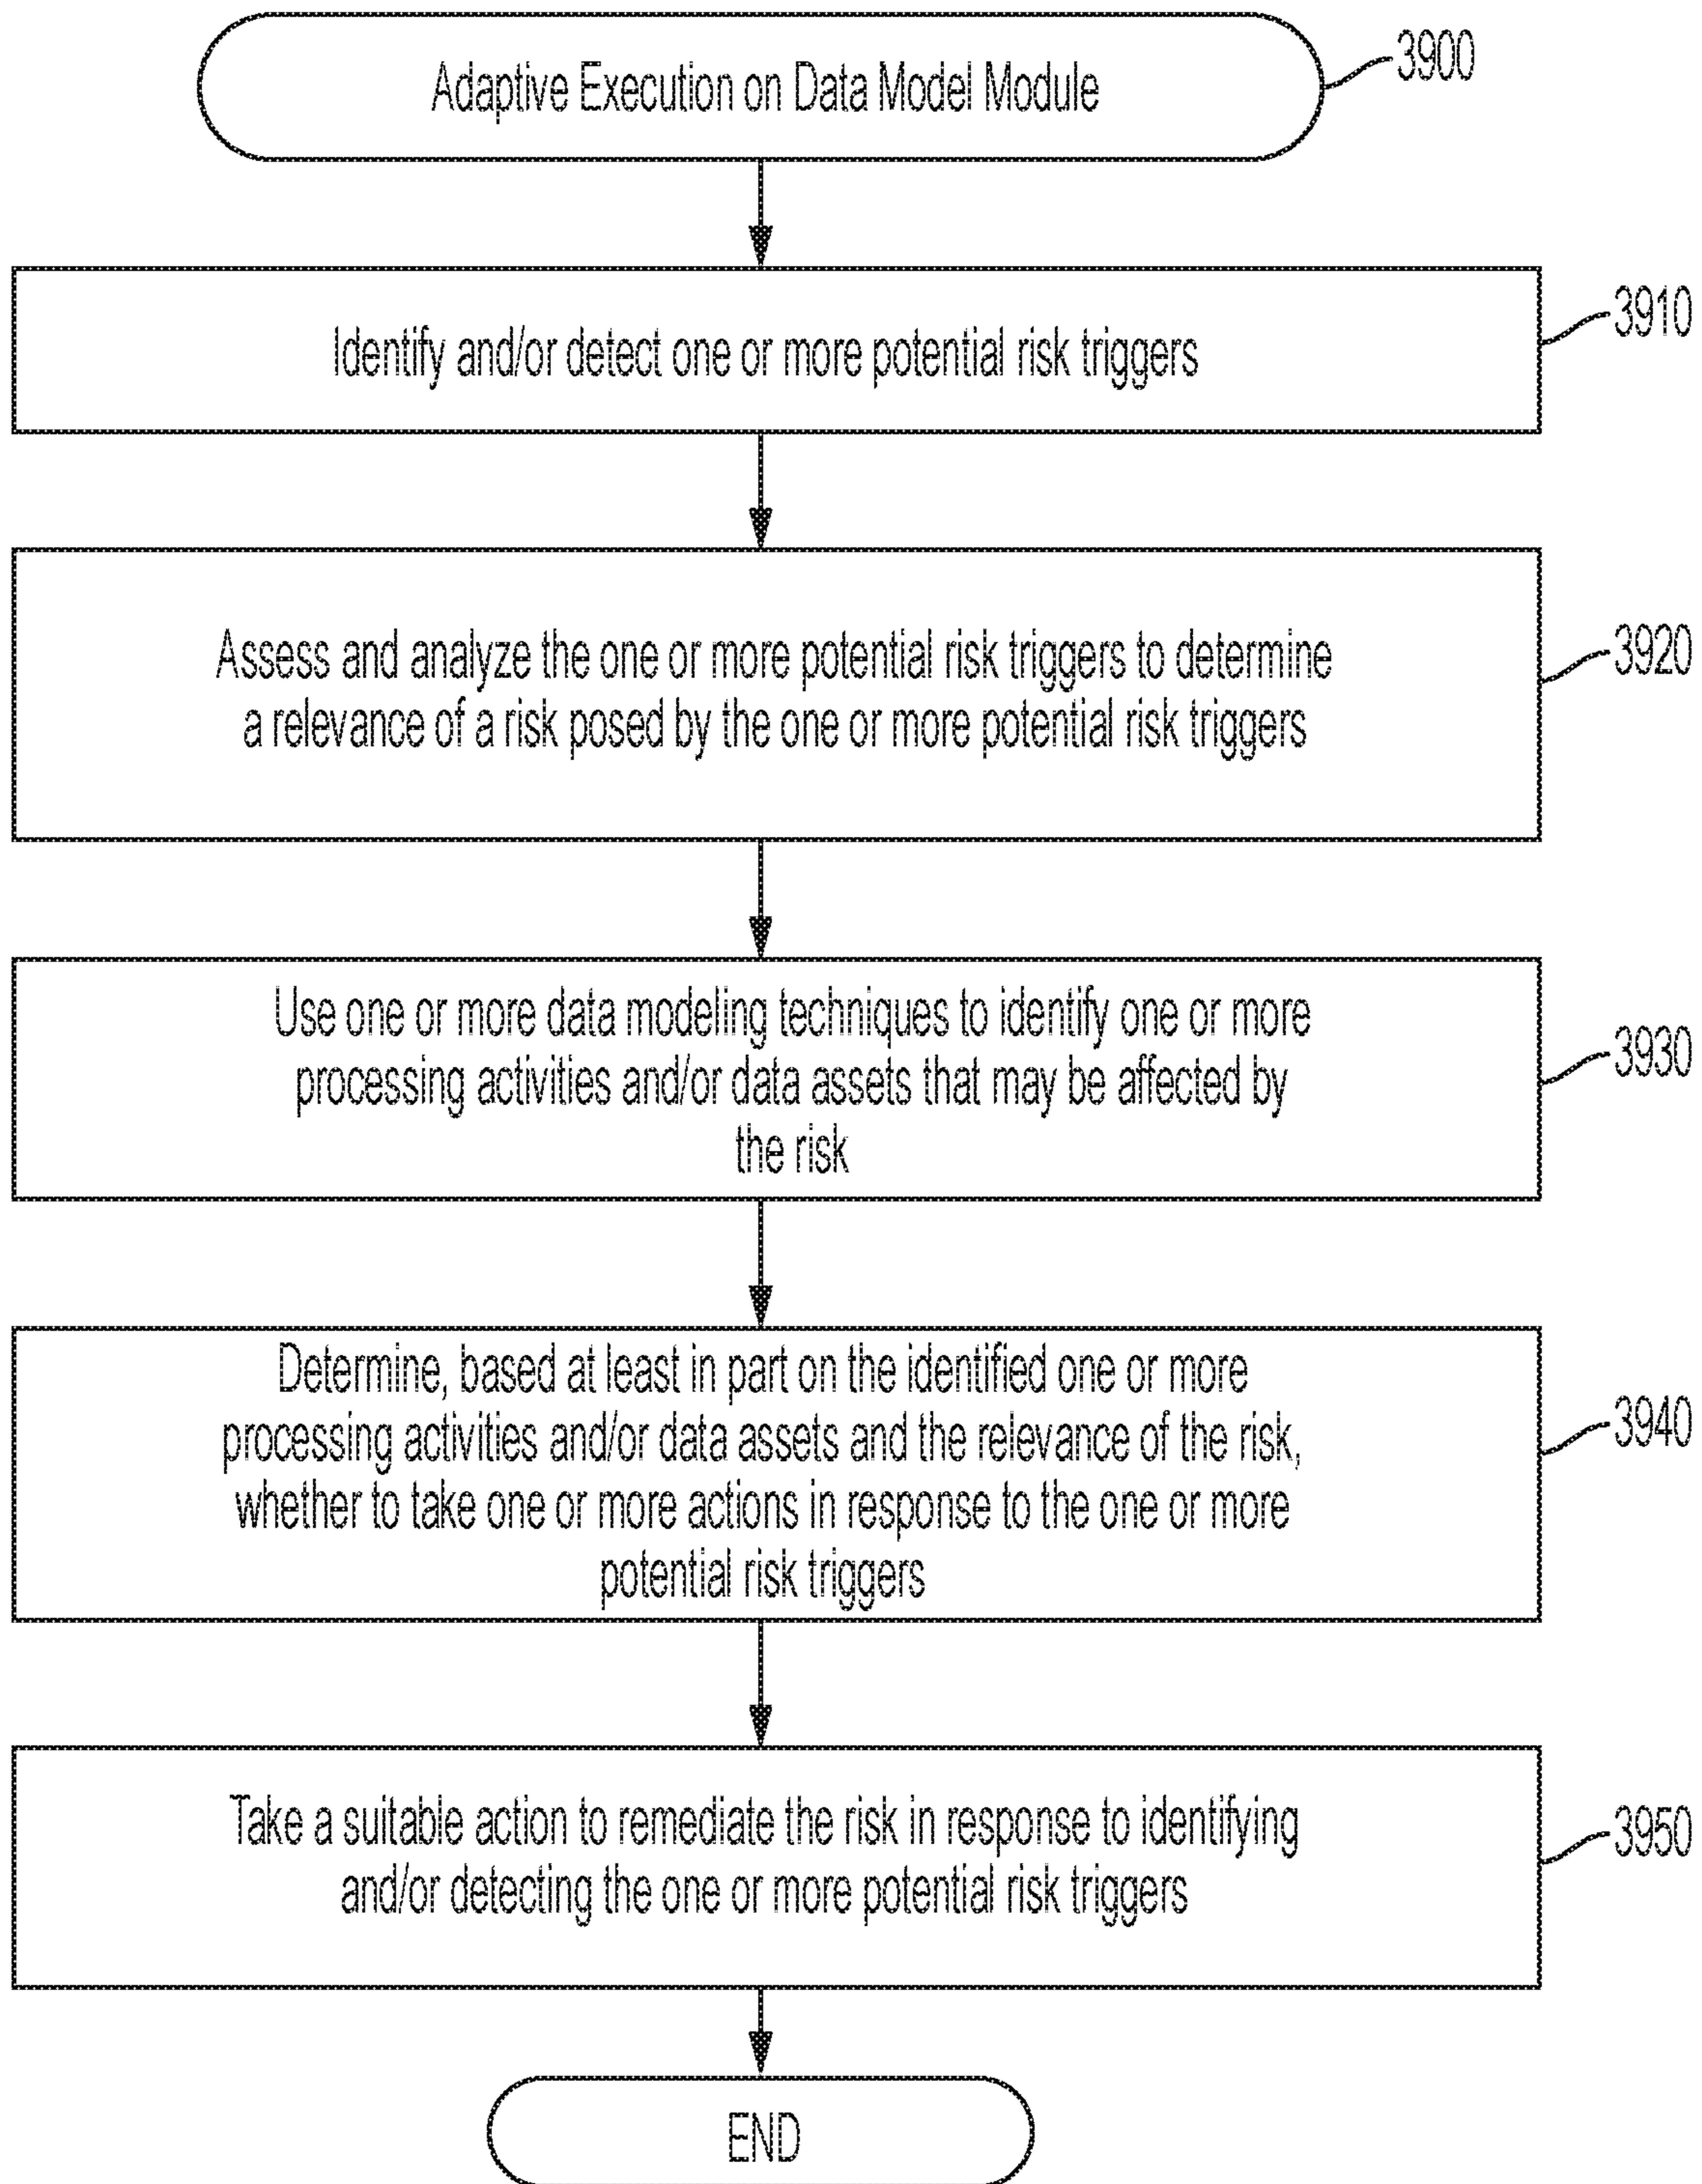 Adaptive Execution on Data Model Module
3900
Identify and/or detect one or more potential risk triggers
3910
Assess and analyze the one or more potential risk triggers to determine
a relevance of a risk posed by the one or more potential risk triggers
3920
Use one or more data modeling techniques to identify one or more
processing activities and/or data assets that may be affected by
the risk
3930
Determine, based at least in part on the identified one or more
processing activities and/or data assets and the relevance of the risk,
whether to take one or more actions in response to the one or more
potential risk triggers
3940
Take a suitable action to remediate the risk in response to identifying
and/or detecting the one or more potential risk triggers
3950
END